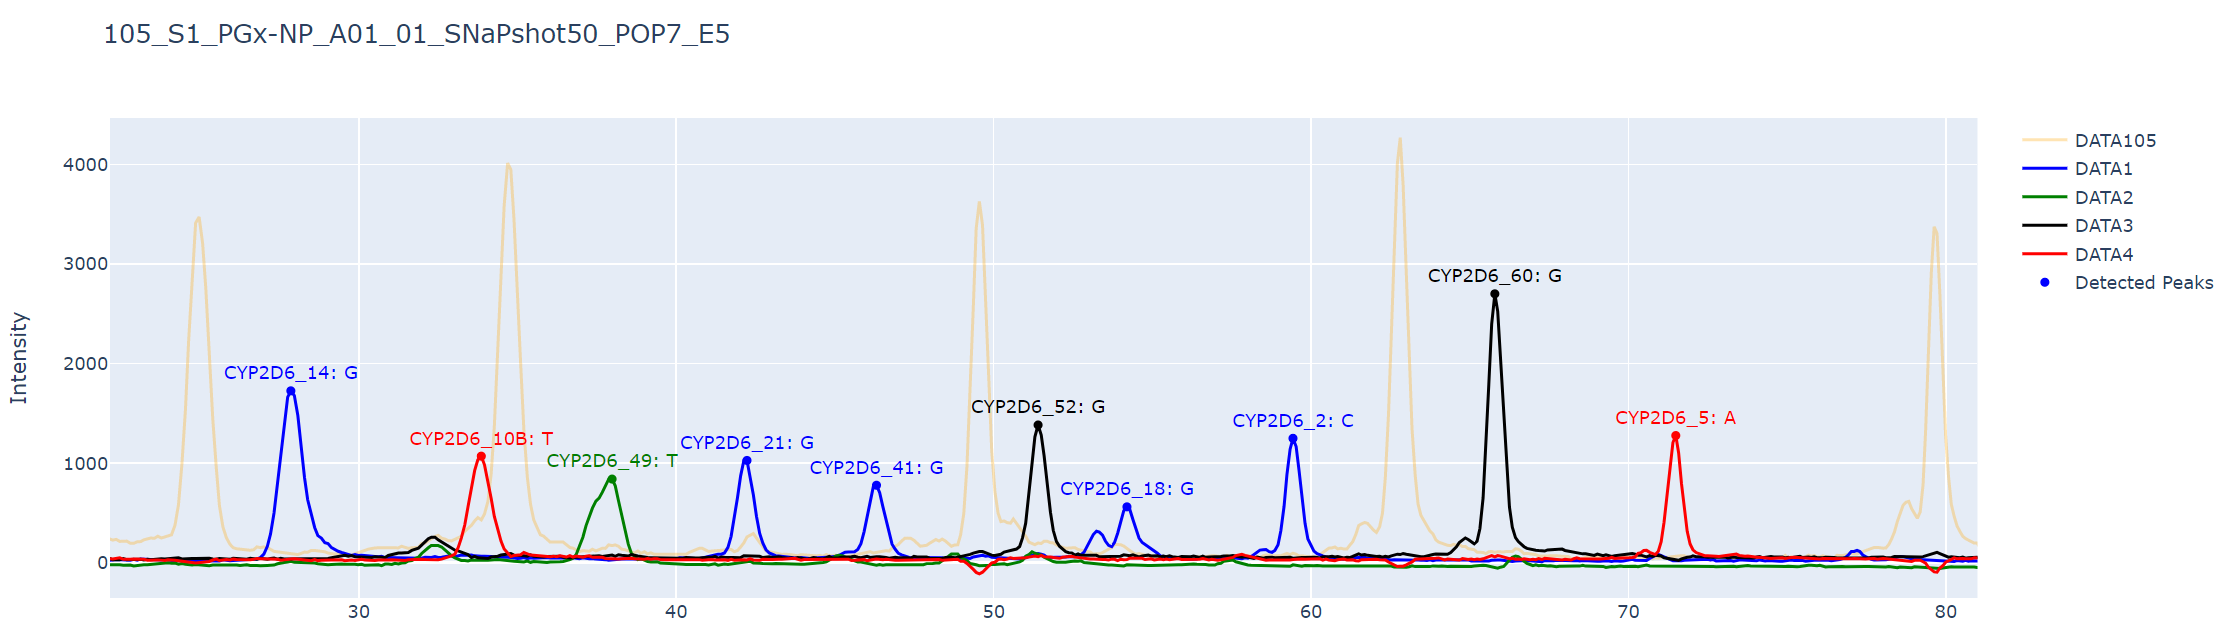 105_S1_PGx-NP_A01_01_SNaPshot50_POP7_E5
DATA105
DATA1
DATA2
DATA3
DATA4
Detected Peaks
Intensity
4000
3000
2000
1000
0
CYP2D6_14: G
CYP2D6_10B: T
CYP2D6_49: T
CYP2D6_21: G
CYP2D6_41: G
CYP2D6_52: G
CYP2D6_18: G
CYP2D6_2: C
CYP2D6_60: G
CYP2D6_5: A
30 40 50 60 70 80